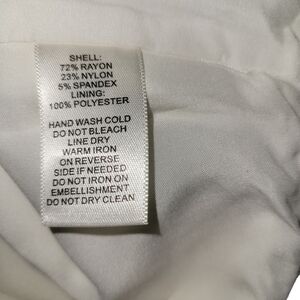 SHELL:
72% RAYON
23% NYLON
5% SPANDEX
LINING:
100% POLYESTER
HAND WASH COLD
DO NOT BLEACH
LINE DRY
WARM IRON
ON REVERSE
SIDE IF NEEDED
DO NOT IRON ON
EMBELLISHMENT
DO NOT DRY CLEAN